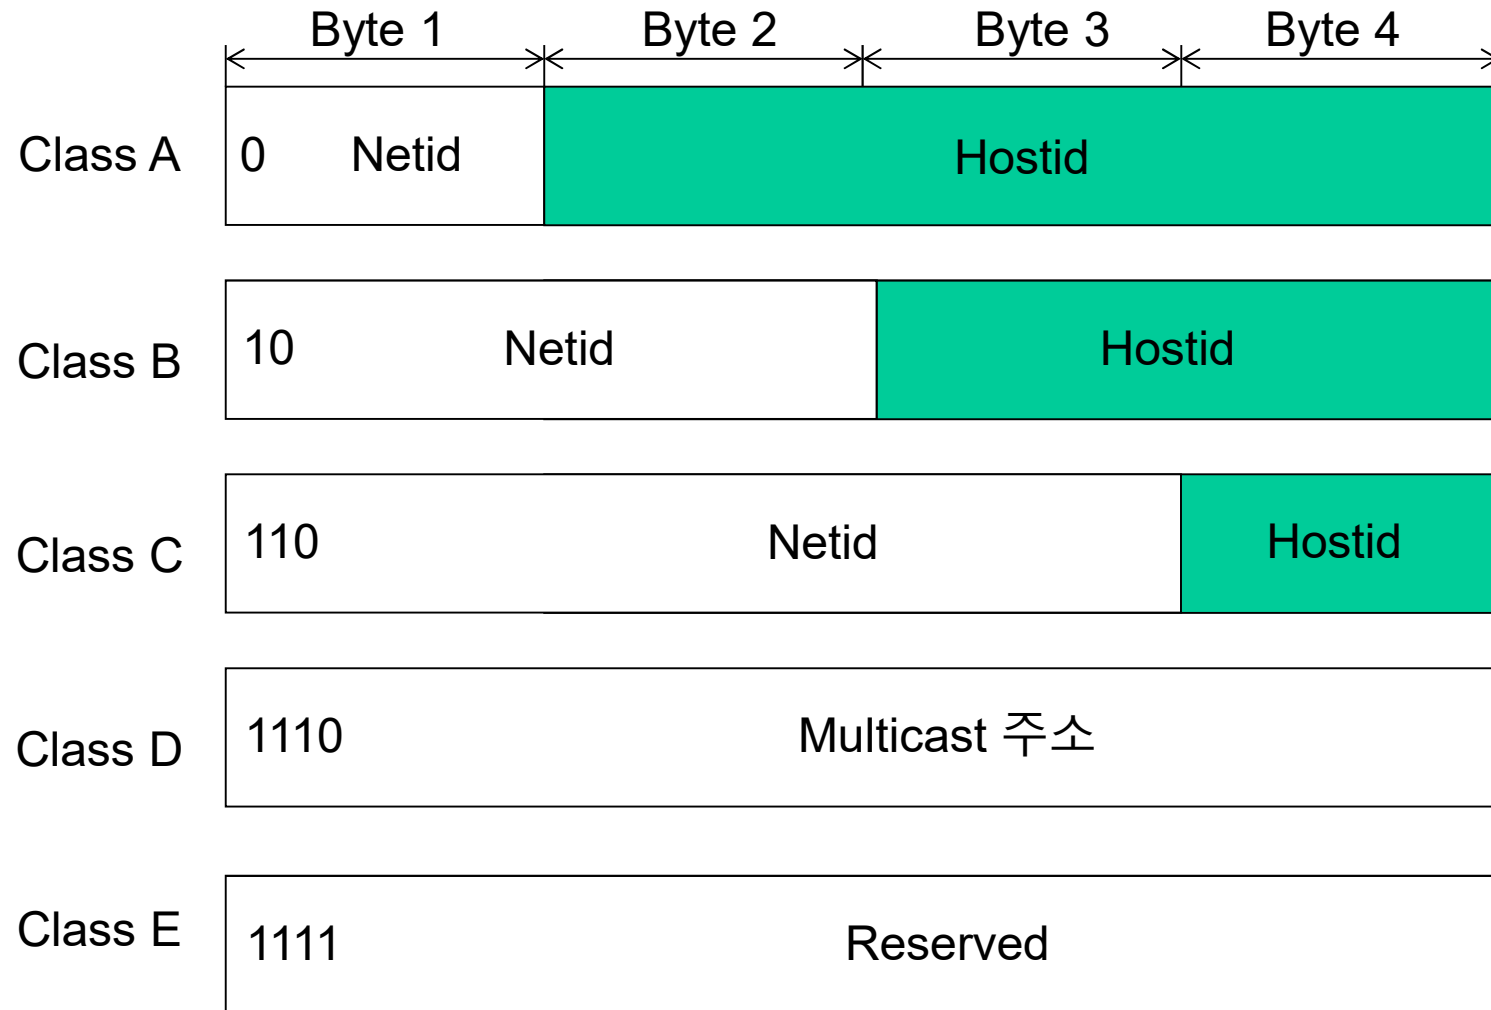 Byte 1 Byte 2 Byte 3 Byte 4
Class A 0 Netid Hostid
Class B 10 Netid Hostid
Class C 110 Netid Hostid
Class D 1110 Multicast 주소
Class E 1111 Reserved